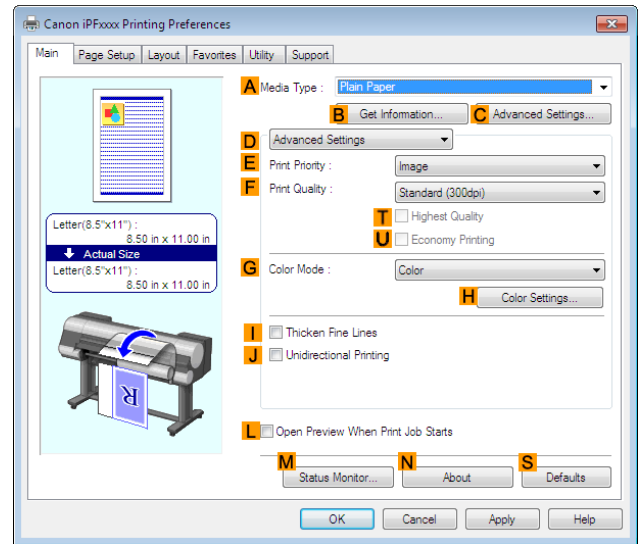 Canon iPFxxxx Printing Preferences
Main Page Setup Layout Favorites Utility Support
A Media Type : Plain Paper
B Get Information... C Advanced Settings...
D Advanced Settings
E Print Priority : Image
F Print Quality : Standard (300dpi)
T Highest Quality
U Economy Printing
Letter(8.5"x11") :
8.50 in x 11.00 in
Actual Size
Letter(8.5"x11") :
8.50 in x 11.00 in
G Color Mode : Color
H Color Settings...
I Thicken Fine Lines
J Unidirectional Printing
R
L Open Preview When Print Job Starts
M Status Monitor... N About S Defaults
OK Cancel Apply Help